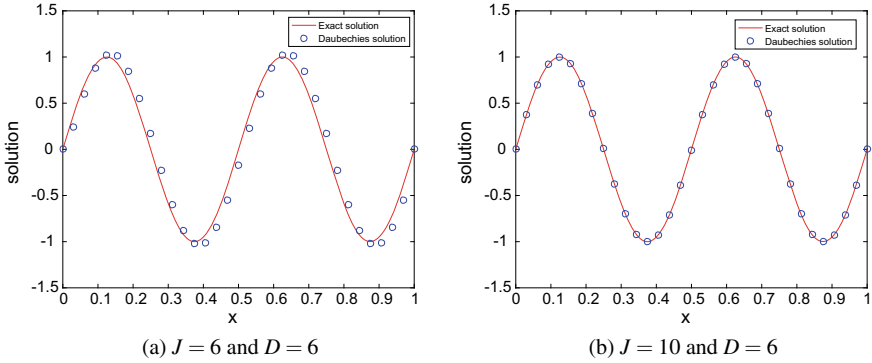 1.5
1
0.5
0
-0.5
-1
-1.5
solution
0 0.1 0.2 0.3 0.4 0.5 0.6 0.7 0.8 0.9 1
x
Exact solution
Daubechies solution
(a) J = 6 and D = 6
1.5
1
0.5
0
-0.5
-1
-1.5
solution
0 0.1 0.2 0.3 0.4 0.5 0.6 0.7 0.8 0.9 1
x
Exact solution
Daubechies solution
(b) J = 10 and D = 6